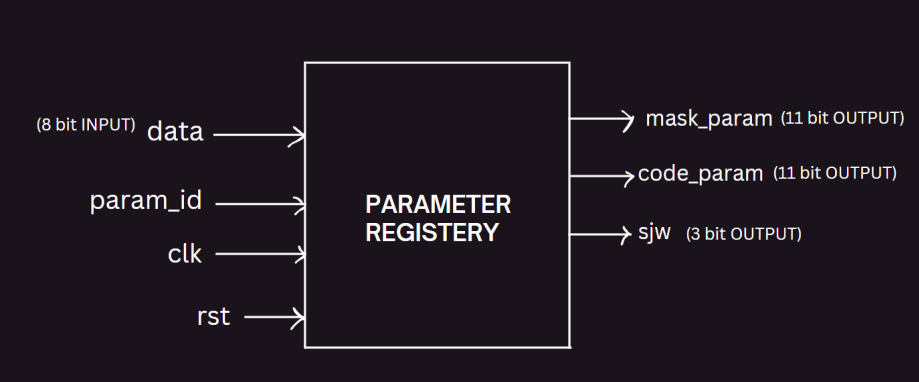 (8 bit INPUT) data
param_id
clk
rst
PARAMETER
REGISTERY
mask_param (11 bit OUTPUT)
code_param (11 bit OUTPUT)
sjw (3 bit OUTPUT)